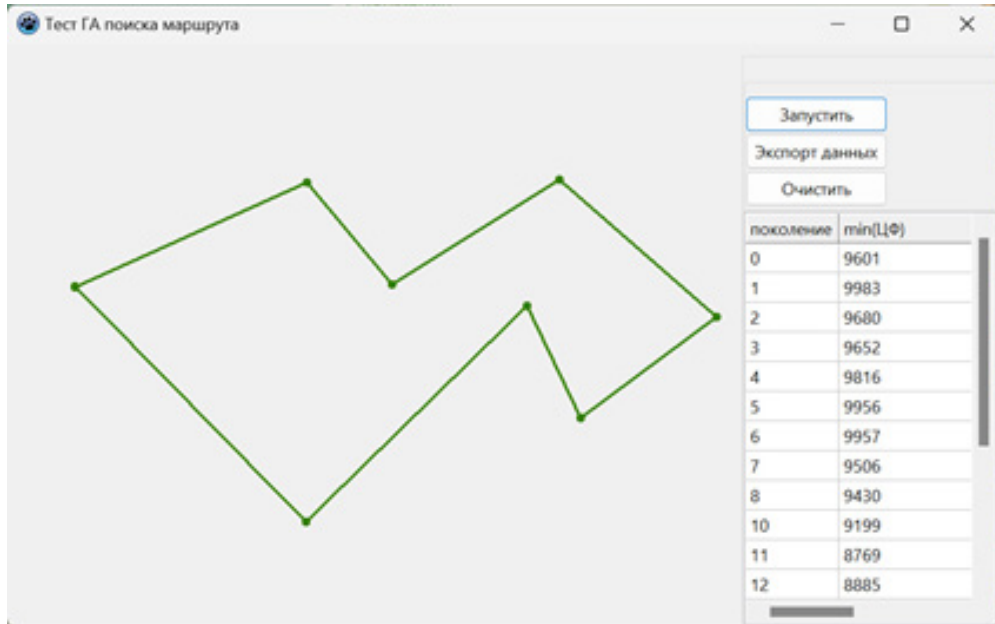 Тест ГА поиска маршрута
Запустить
Экспорт данных
Очистить
поколение min(ЦФ)
0 9601
1 9983
2 9680
3 9652
4 9816
5 9956
6 9957
7 9506
8 9430
10 9199
11 8769
12 8885